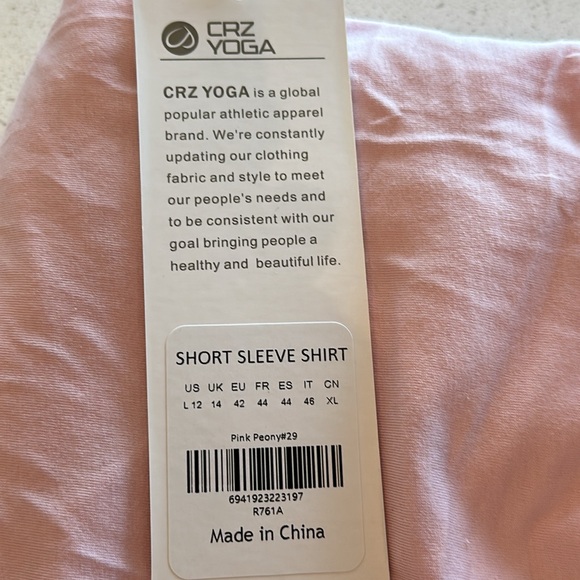 CRZ
YOGA
CRZ YOGA is a global
popular athletic apparel
brand. We're constantly
updating our clothing
fabric and style to meet
our people's needs and
to be consistent with our
goal bringing people a
healthy and beautiful life.
SHORT SLEEVE SHIRT
US UK EU FR ES IT CN
L 12 14 42 44 44 46 XL
Pink Peony#29
6941923223197
R761A
Made in China